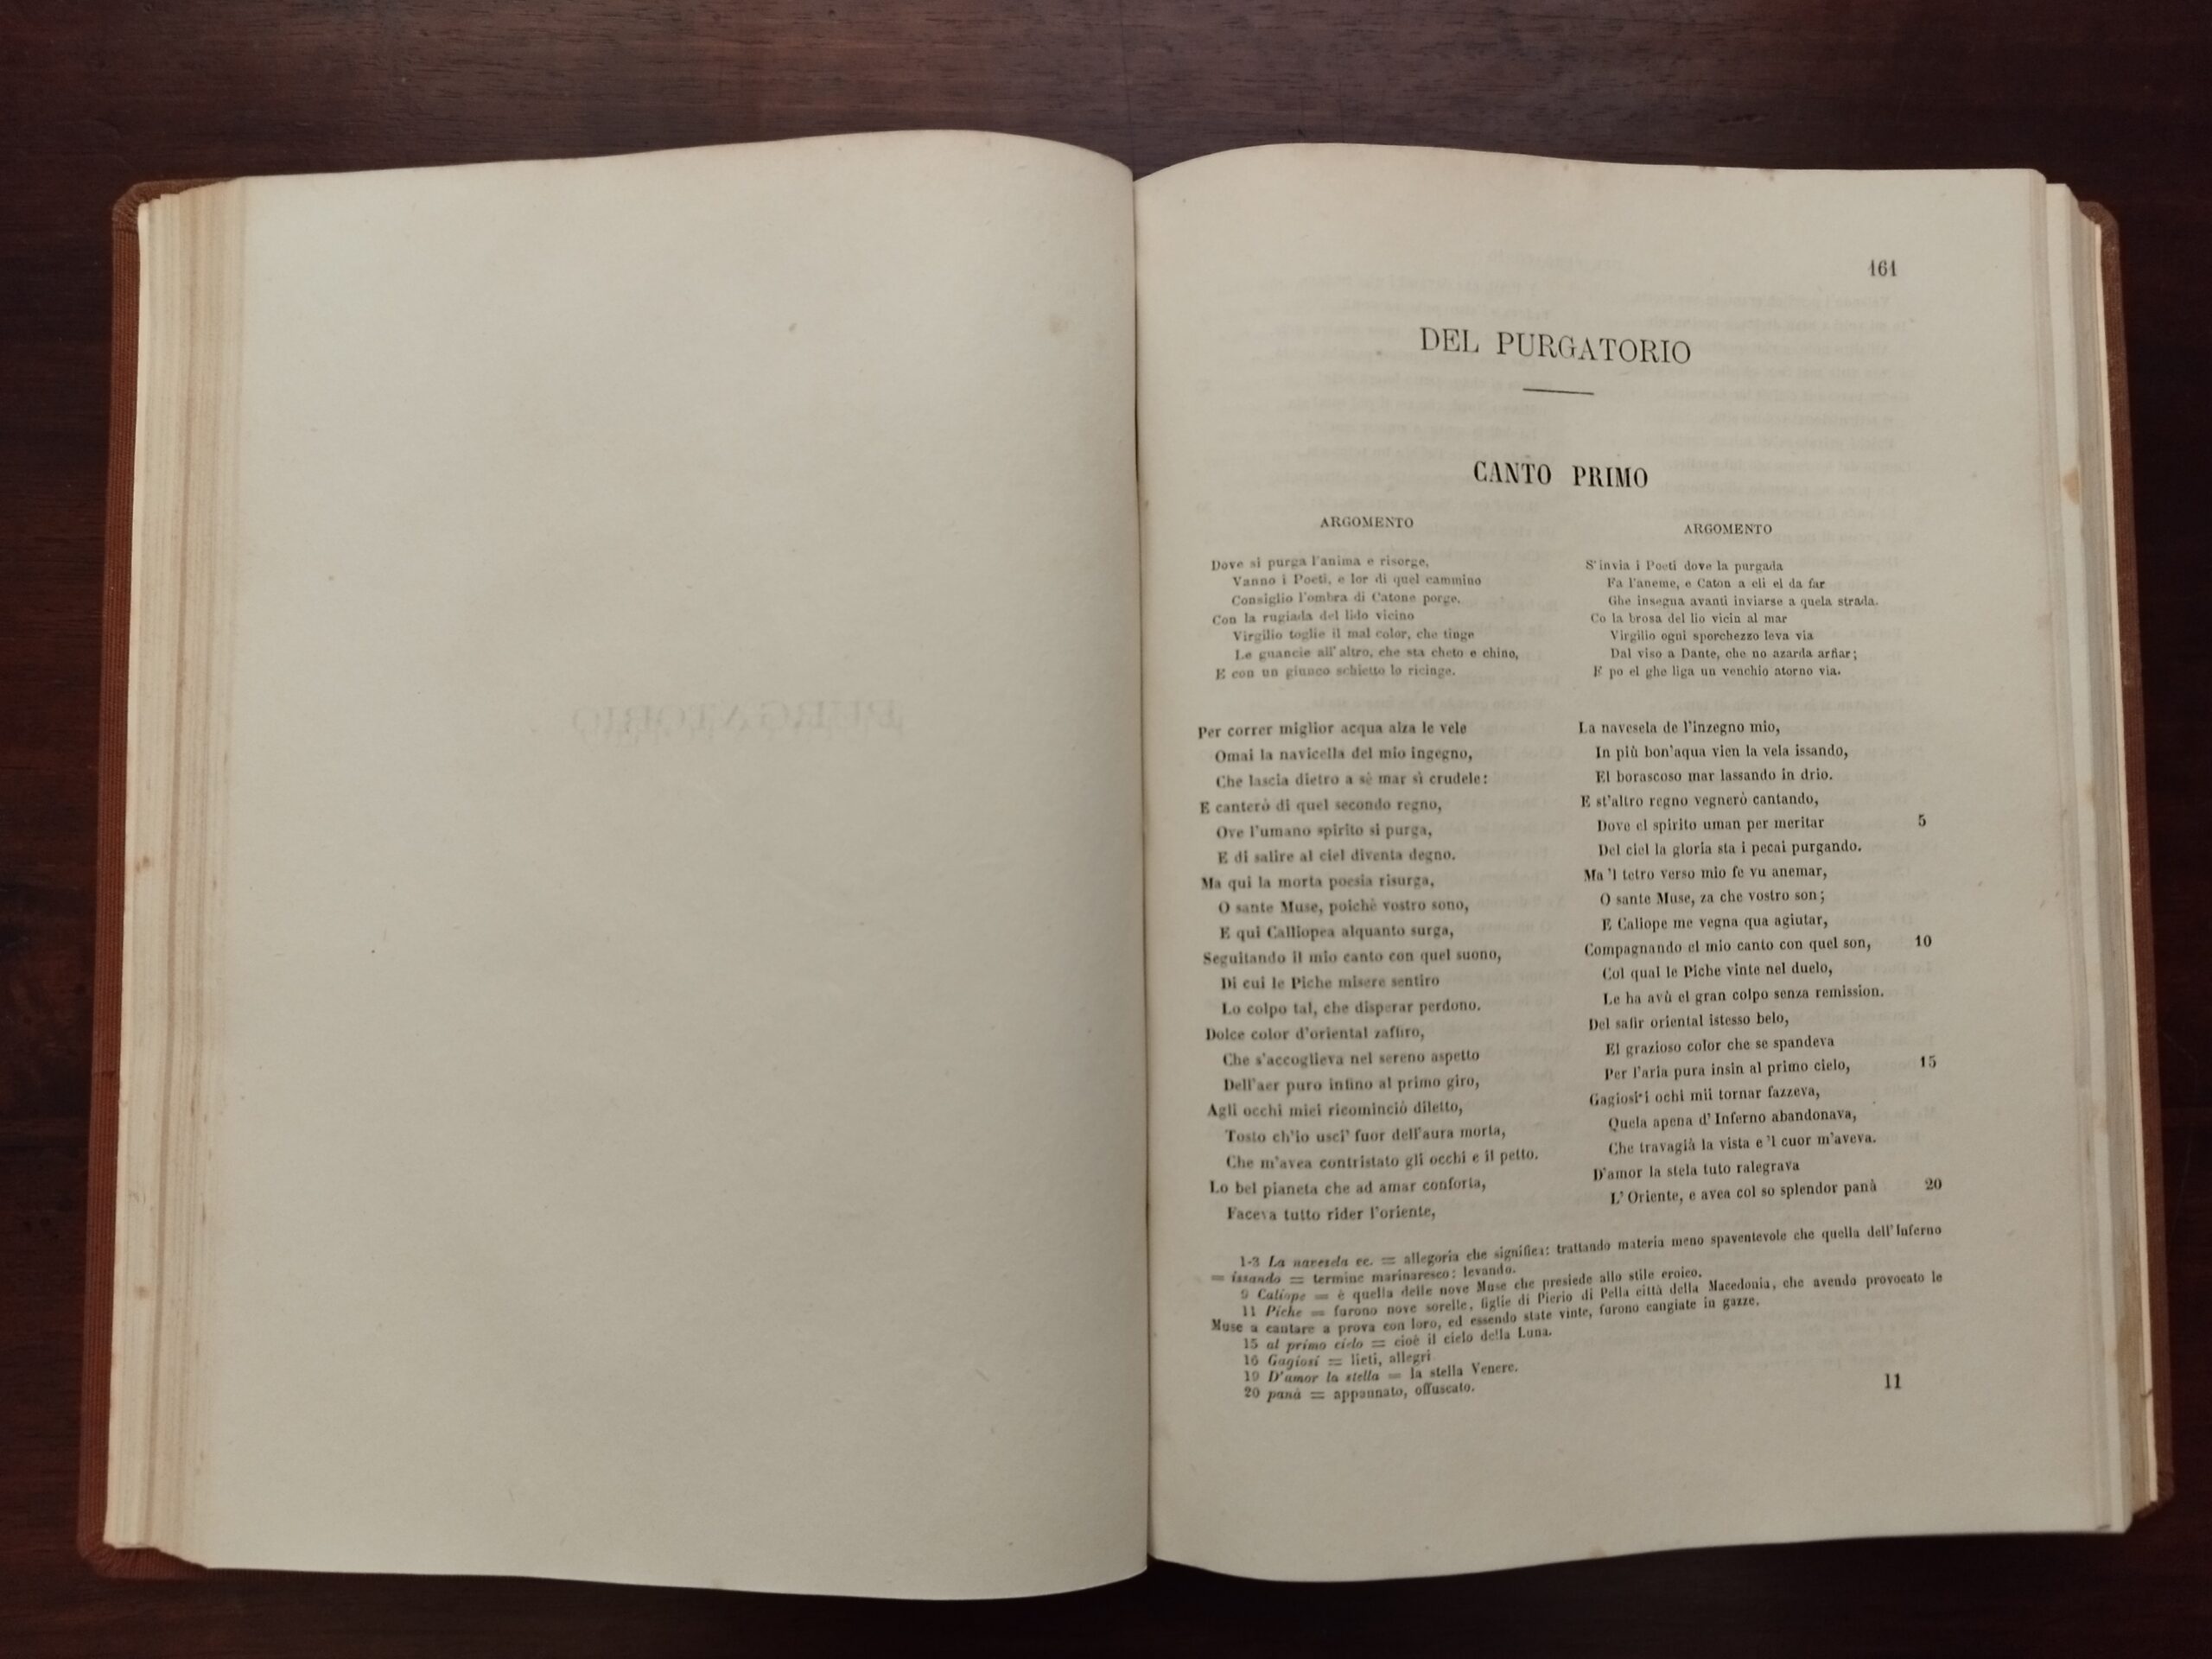 PURGATORIO
161
DEL PURGATORIO
CANTO PRIMO
ARGOMENTO
Dove si purga l'anima e risorge,
Vanno i Poeti, e lor di quel cammino
Consiglio l'ombra di Catone porge.
Con la rugiada del lido vicino
Virgilio toglie il mal color, che tinge
Le guancie all'altro, che sta cheto e chino,
E con un giunco schietto lo ricinge.
Per correr miglior acqua alza le vele
Omai la navicella del mio ingegno,
Che lascia dietro a sè mar sì crudele:
E canterò di quel secondo regno,
Ove l'umano spirito si purga,
E di salire al ciel diventa degno.
Ma qui la morta poesia risurga,
O sante Muse, poichè vostro sono,
E qui Calliopea alquanto surga,
Seguitando il mio canto con quel suono,
Di cui le Piche misere sentiro
Lo colpo tal, che disperar perdono.
Dolce color d'oriental zaffiro,
Che s'accoglieva nel sereno aspetto
Dell'aer puro infino al primo giro,
Agli occhi miei ricominciò diletto,
Tosto ch'io usci' fuor dell'aura morta,
Che m'avea contristato gli occhi e il petto.
Lo bel pianeta che ad amar conforta,
Faceva tutto rider l'oriente,
ARGOMENTO
S'invia i Poeti dove la purgada
Fa l'aneme, e Caton a eli el da far
Ghe insegna avanti inviarse a quela strada.
Co la brosa del lio vicin al mar
Virgilio ogni sporchezzo leva via
Dal viso a Dante, che no azarda arfiar;
E po el ghe liga un venchio atorno via.
La navesela de l'inzegno mio,
In più bon'aqua vien la vela issando,
El borascoso mar lassando in drio.
E st'altro regno vegnerò cantando,
Dove el spirito uman per meritar 5
Del ciel la gloria sta i pecai purgando.
Ma 'l tetro verso mio fe vu anemar,
O sante Muse, za che vostro son;
E Caliope me vegna qua agiutar,
Compagnando el mio canto con quel son, 10
Col qual le Piche vinte nel duelo,
Le ha avù el gran colpo senza remission.
Del safir oriental istesso belo,
El grazioso color che se spandeva
Per l'aria pura insin al primo cielo, 15
Gagiosi i ochi mii tornar fazzeva,
Quela apena d' Inferno abandonava,
Che travagià la vista e 'l cuor m'aveva.
D'amor la stela tuto ralegrava
L' Oriente, e avea col so splendor panà 20
1-3 La navesela ec. = allegoria che significa: trattando materia meno spaventevole che quella dell'Inferno
= issando = termine marinaresco: levando.
9 Caliope = è quella delle nove Muse che presiede allo stile eroico.
11 Piche = furono nove sorelle, figlie di Pierio di Pella città della Macedonia, che avendo provocato le
Muse a cantare a prova con loro, ed essendo state vinte, furono cangiate in gazze.
15 al primo cielo = cioè il cielo della Luna.
16 Gagiosi = lieti, allegri
19 D'amor la stella = la stella Venere.
20 panà = appannato, offuscato.
11